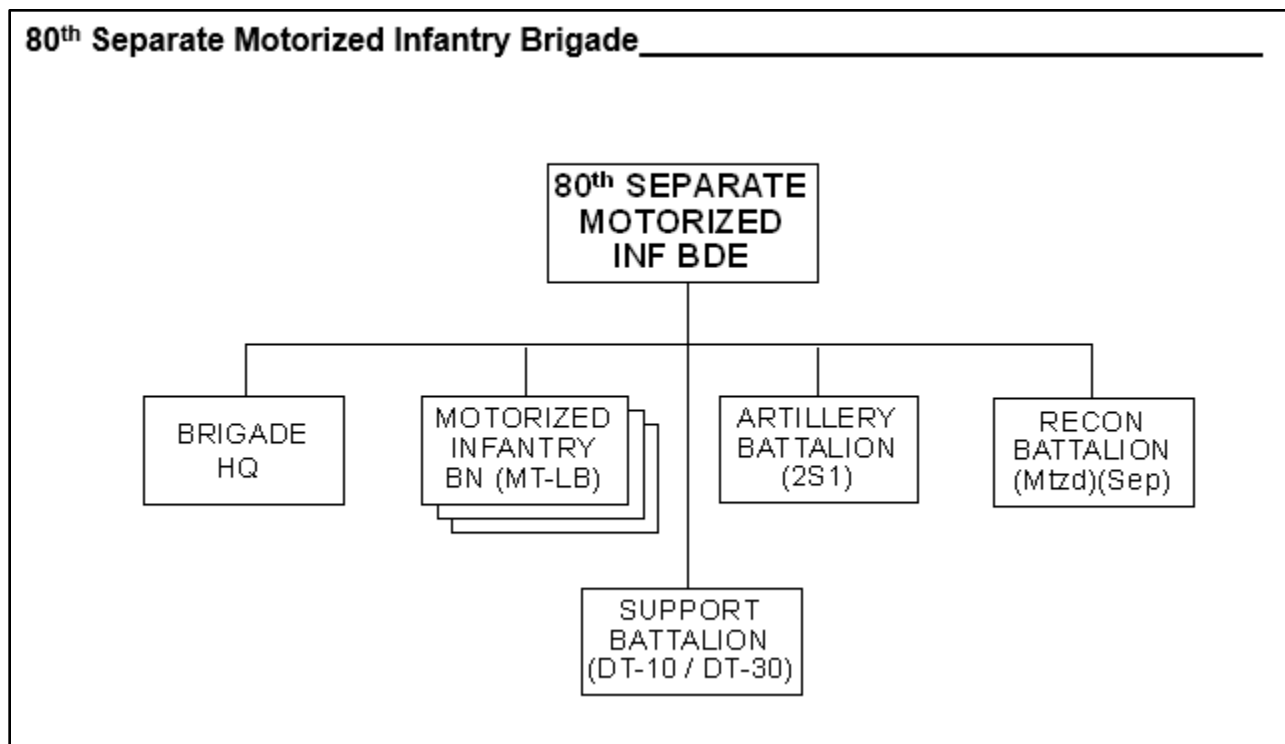 80th Separate Motorized Infantry Brigade
80th SEPARATE
MOTORIZED
INF BDE
BRIGADE
HQ
MOTORIZED
INFANTRY
BN (MT-LB)
ARTILLERY
BATTALION
(2S1)
RECON
BATTALION
(Mtzd)(Sep)
SUPPORT
BATTALION
(DT-10 / DT-30)